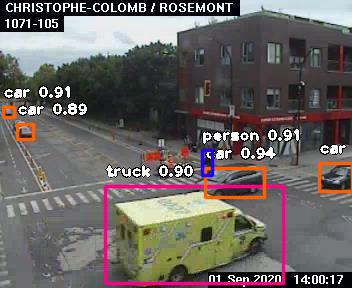 CHRISTOPHE-COLOMB / ROSEMONT
1071-105
car 0.91
car 0.89
person 0.91
car 0.94
car
truck 0.90
01 Sep 2020 14:00:17